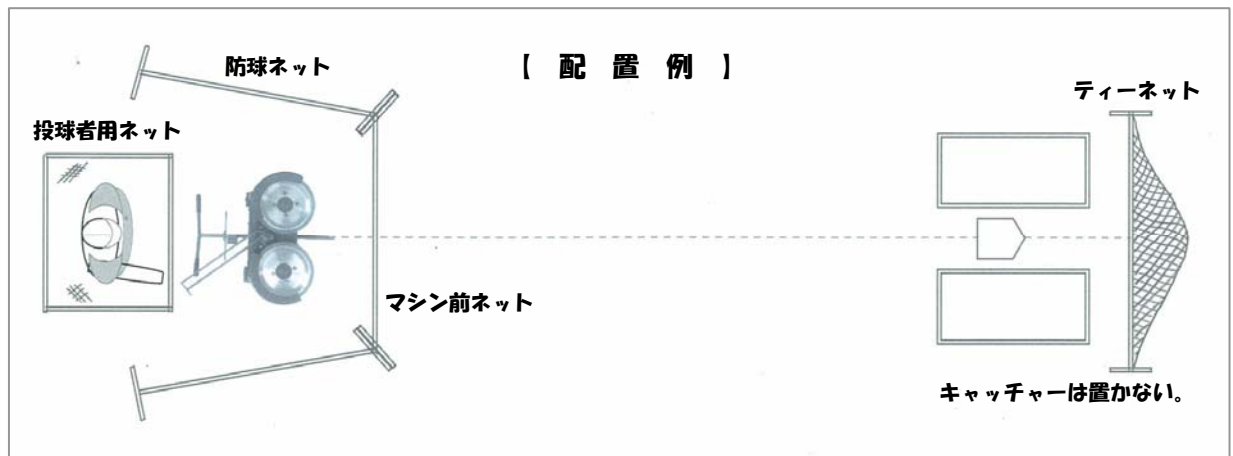 【 配 置 例 】
防球ネット
ティーネット
投球者用ネット
マシン前ネット
キャッチャーは置かない。